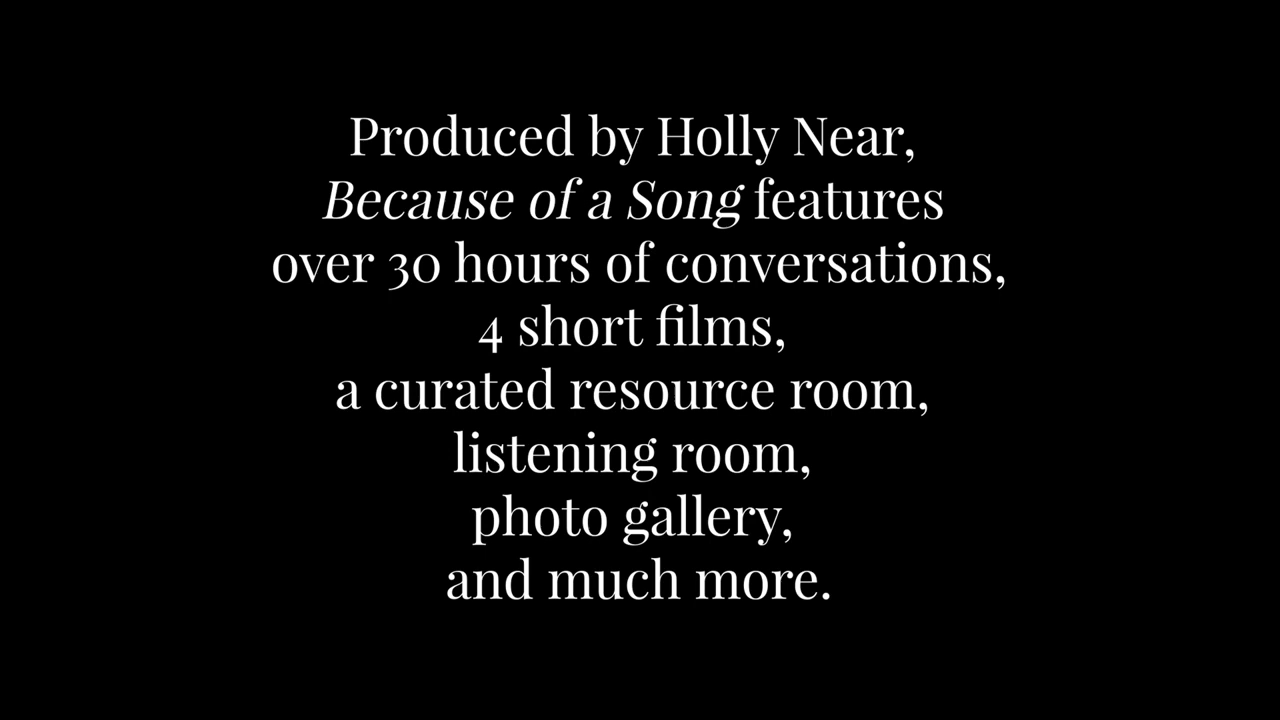 Produced by Holly Near,
Because of a Song features
over 30 hours of conversations,
4 short films,
a curated resource room,
listening room,
photo gallery,
and much more.